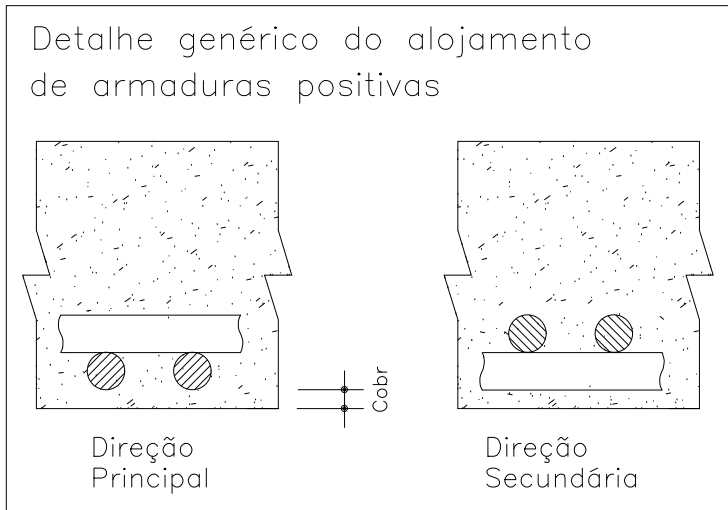 Detalhe genérico do alojamento
de armaduras positivas
Cobr
Direção
Principal
Direção
Secundária